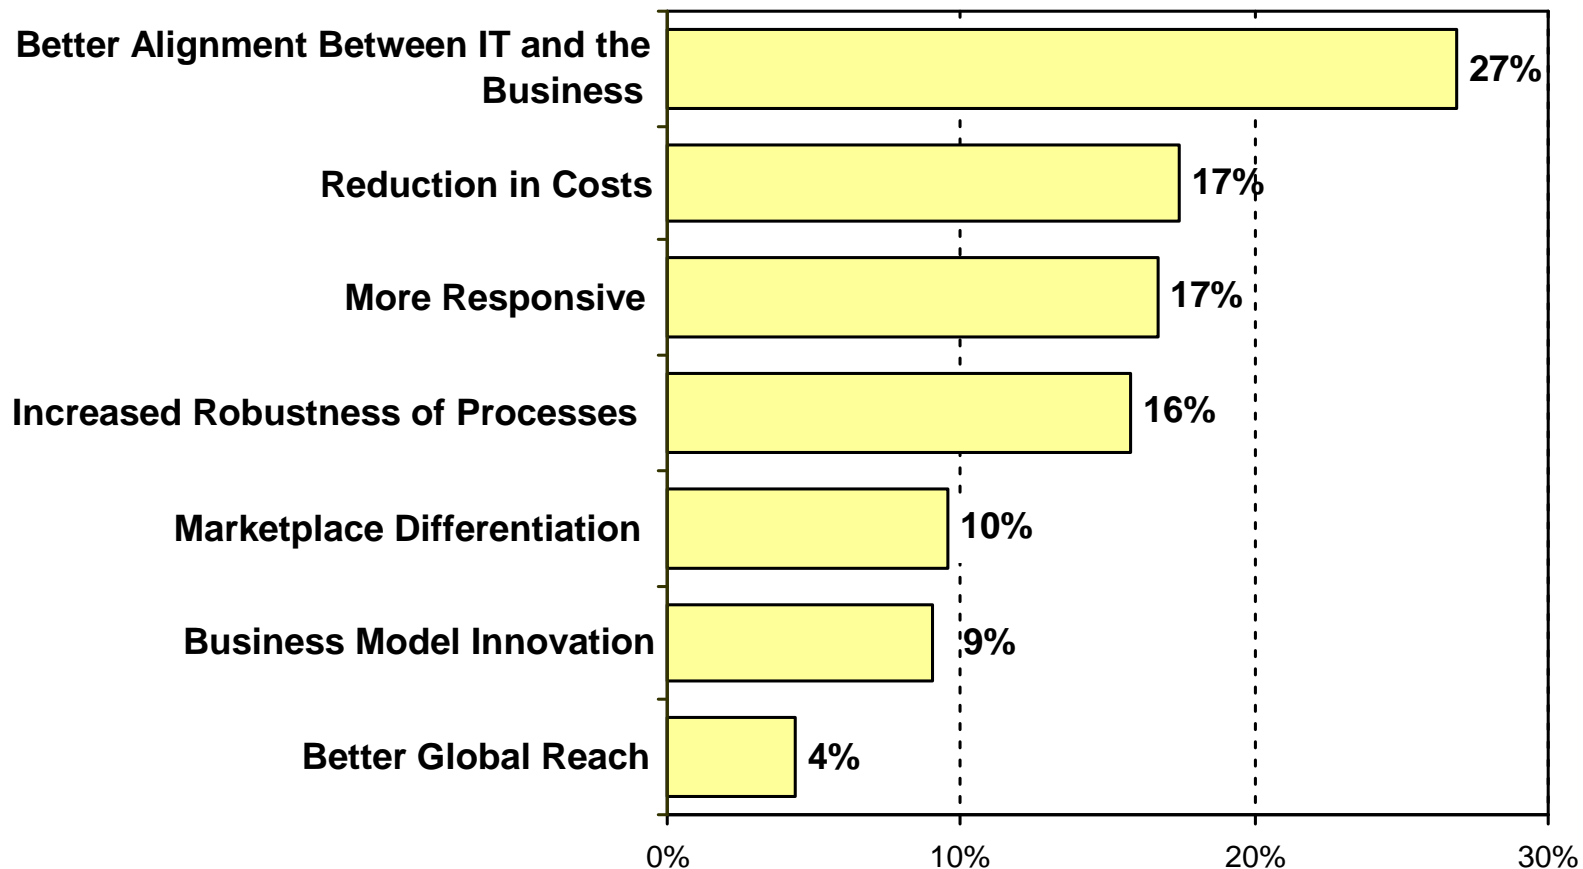 Better Alignment Between IT and the
Business
27%
Reduction in Costs
17%
More Responsive
17%
Increased Robustness of Processes
16%
Marketplace Differentiation
10%
Business Model Innovation
9%
Better Global Reach
4%
0%
10%
20%
30%